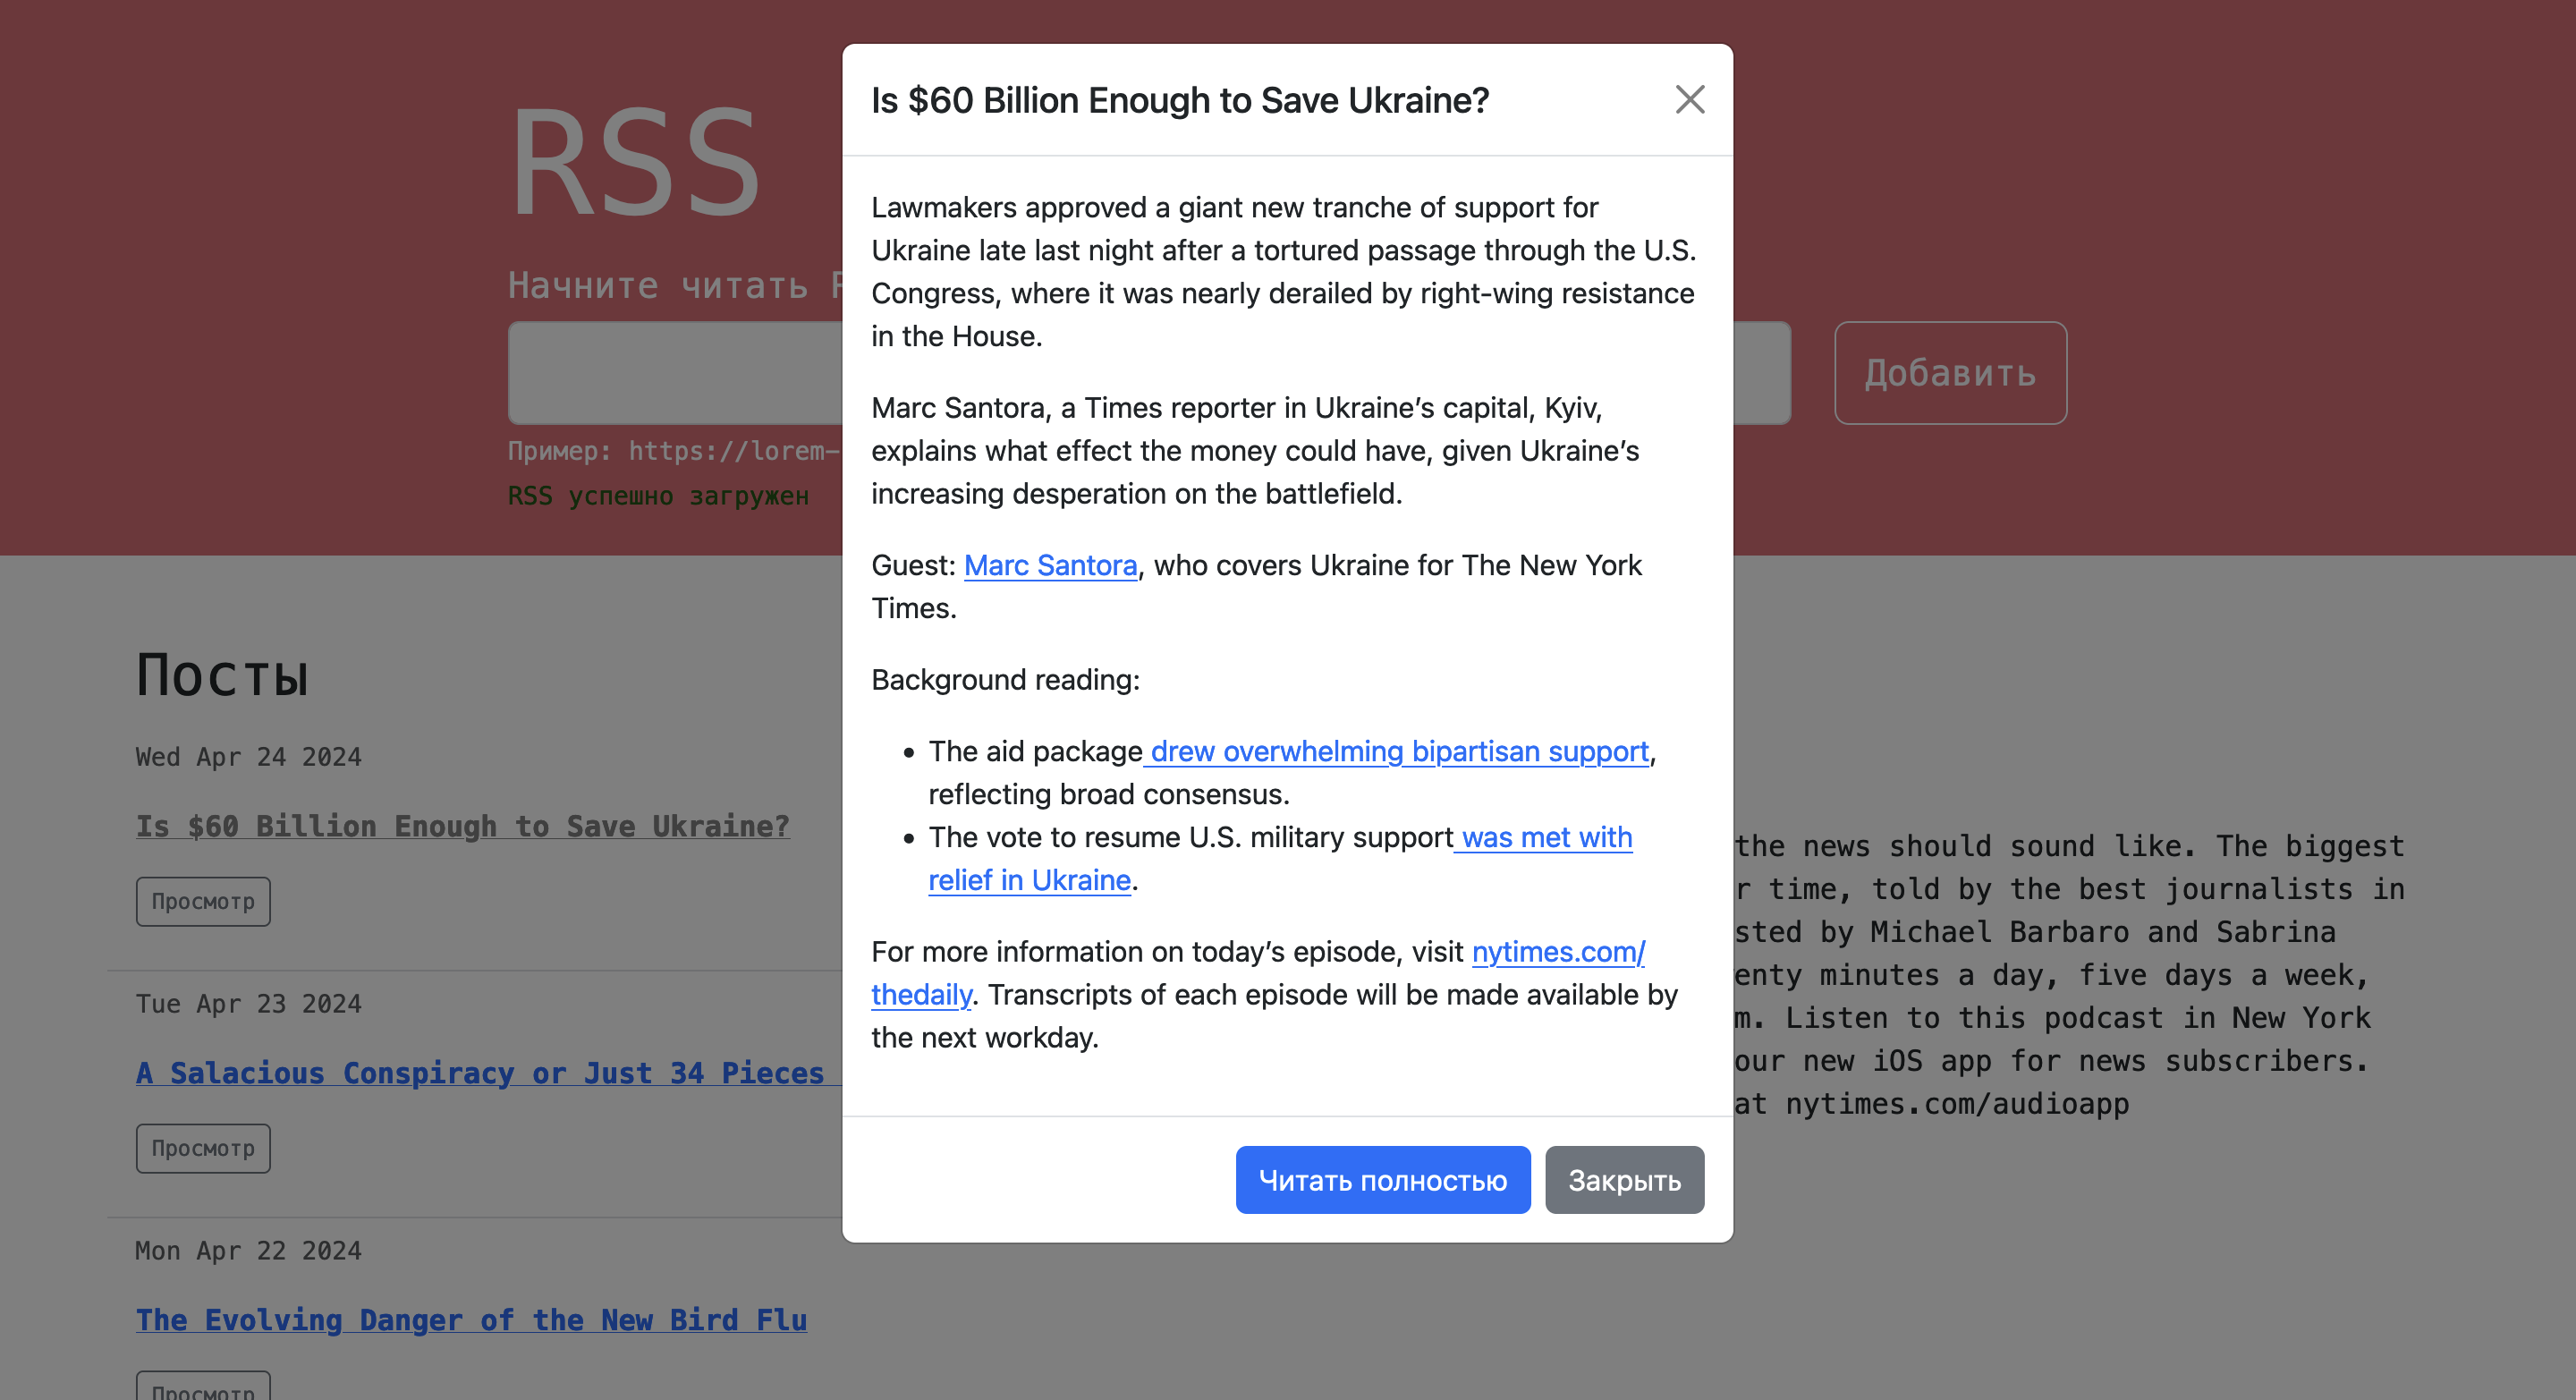 RSS
Начните читать
Пример: https://lorem-
RSS успешно загружен
Добавить
Is $60 Billion Enough to Save Ukraine?
Lawmakers approved a giant new tranche of support for
Ukraine late last night after a tortured passage through the U.S.
Congress, where it was nearly derailed by right-wing resistance
in the House.
Marc Santora, a Times reporter in Ukraine’s capital, Kyiv,
explains what effect the money could have, given Ukraine’s
increasing desperation on the battlefield.
Guest: Marc Santora, who covers Ukraine for The New York
Times.
Background reading:
• The aid package drew overwhelming bipartisan support,
reflecting broad consensus.
• The vote to resume U.S. military support was met with
relief in Ukraine.
For more information on today’s episode, visit nytimes.com/
thedaily. Transcripts of each episode will be made available by
the next workday.
Читать полностью
Закрыть
Посты
Wed Apr 24 2024
Is $60 Billion Enough to Save Ukraine?
Просмотр
Tue Apr 23 2024
A Salacious Conspiracy or Just 34 Pieces
Просмотр
Mon Apr 22 2024
The Evolving Danger of the New Bird Flu
Просмотр
the news should sound like. The biggest
time, told by the best journalists in
by Michael Barbaro and Sabrina
minutes a day, five days a week,
Listen to this podcast in New York
our new iOS app for news subscribers.
at nytimes.com/audioapp